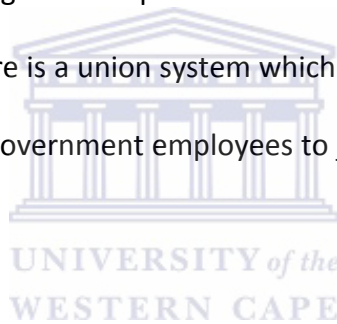 re is a union system which
overnment employees to
UNIVERSITY of the
WESTERN CAPE